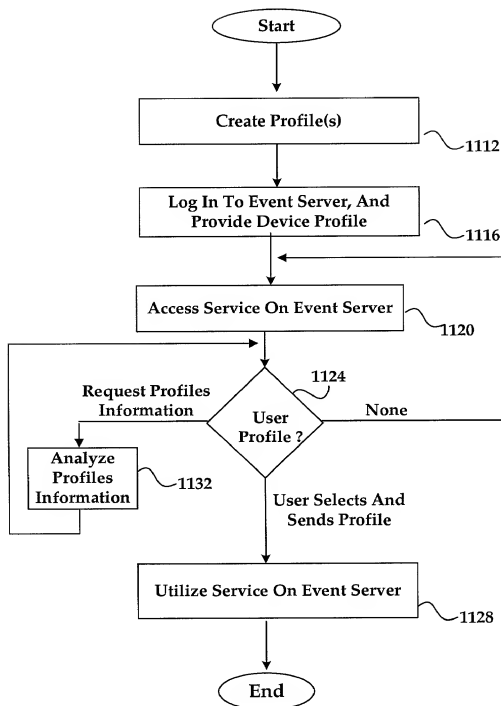 Start
Create Profile(s)
1112
Log In To Event Server, And
Provide Device Profile
1116
Access Service On Event Server
1120
1124
Request Profiles
Information
User
Profile ?
None
Analyze
Profiles
Information
1132
User Selects And
Sends Profile
Utilize Service On Event Server
1128
End